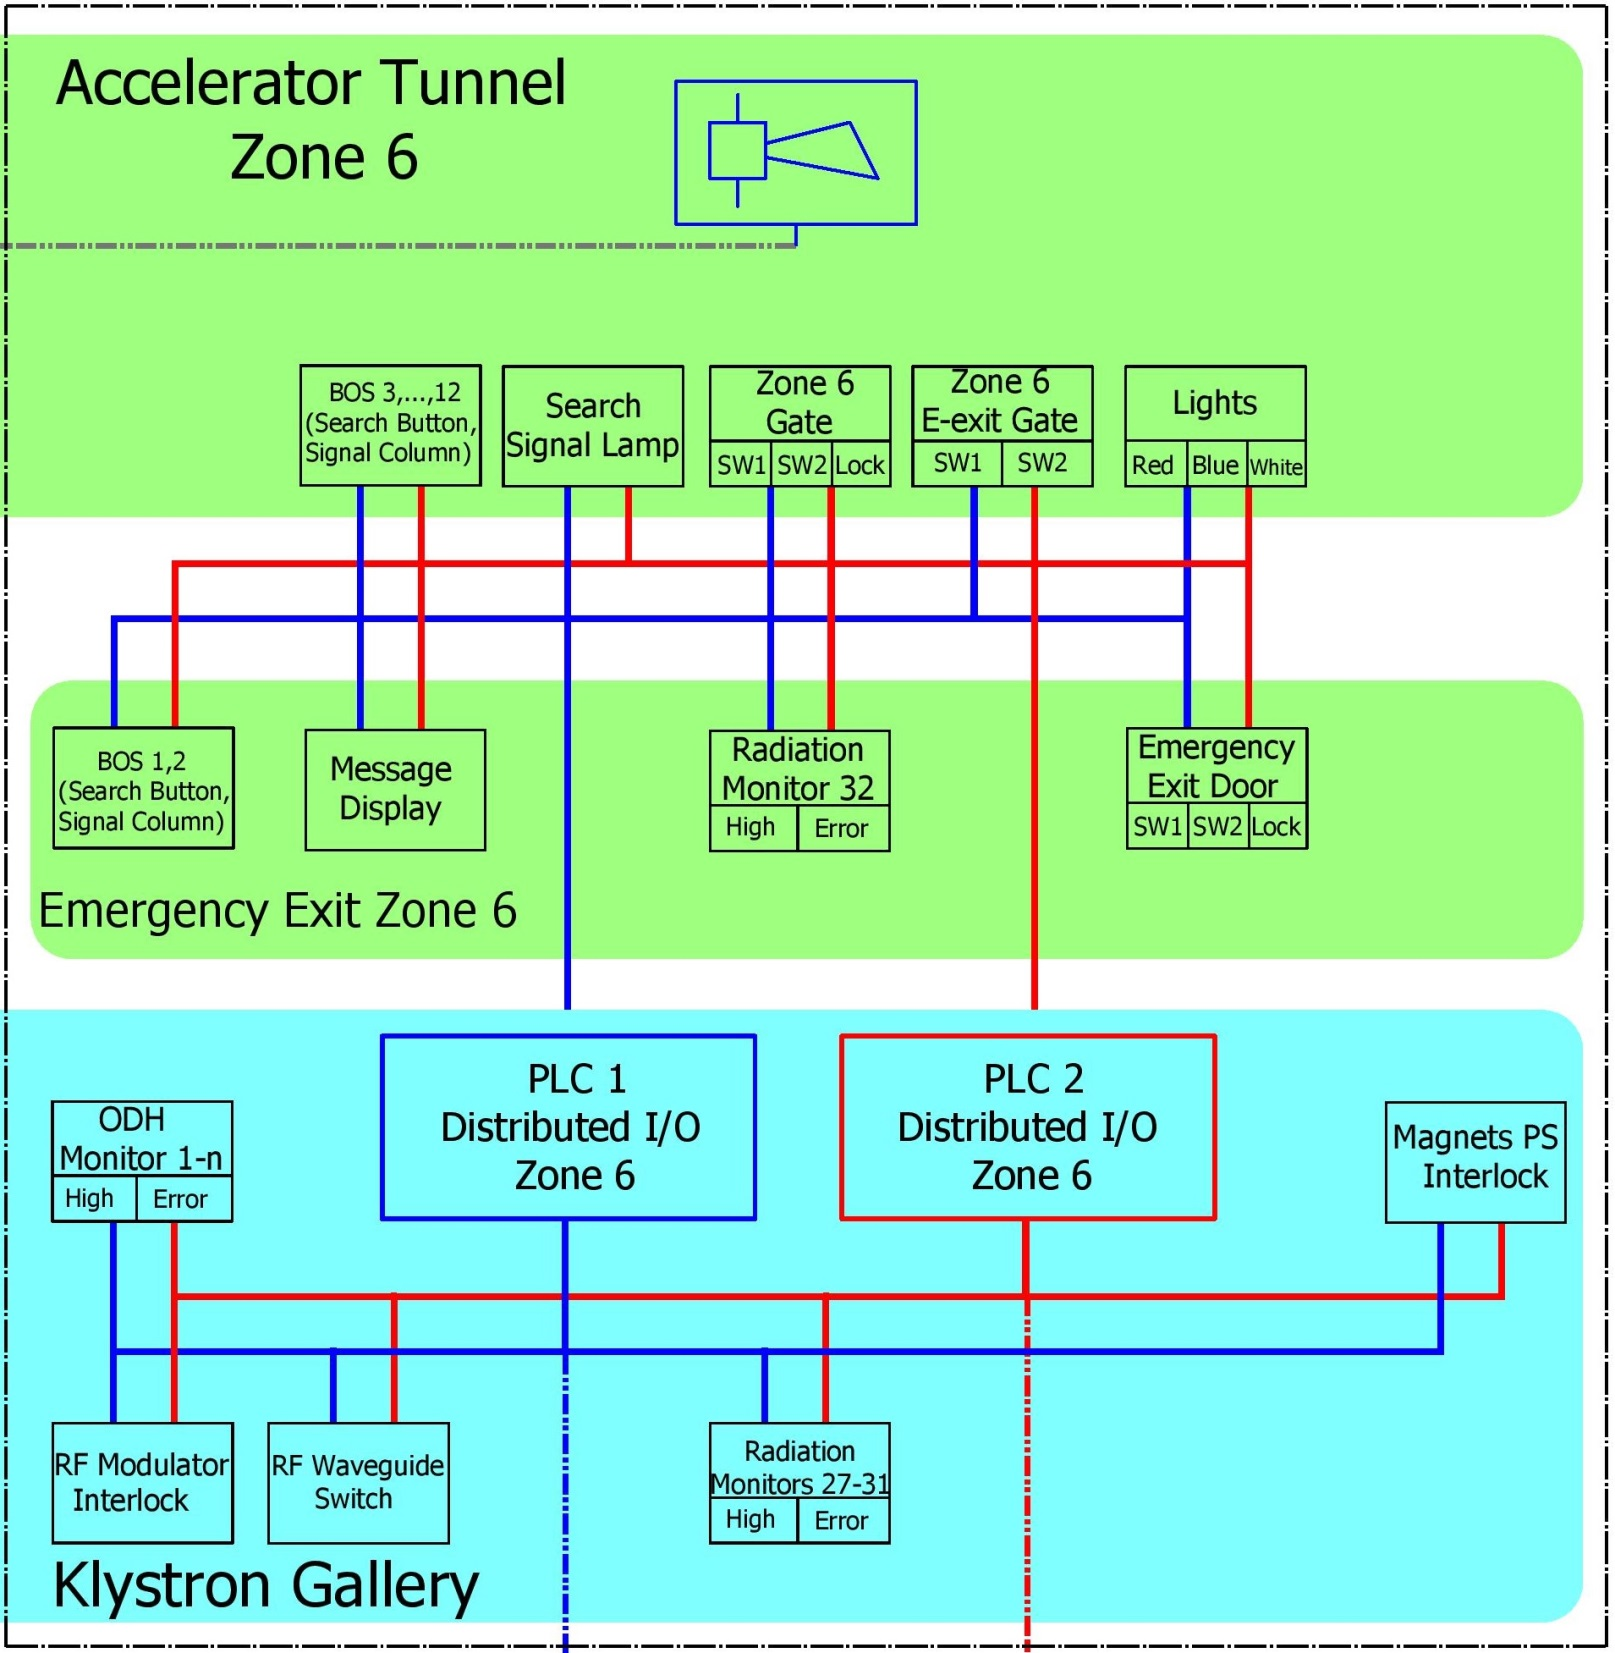 Accelerator Tunnel
Zone 6
BOS 3,...,12
(Search Button,
Signal Column)
Search
Signal Lamp
Zone 6
Gate
SW1 SW2 Lock
Zone 6
E-exit Gate
SW1 SW2
Lights
Red Blue White
BOS 1,2
(Search Button,
Signal Column)
Message
Display
Radiation
Monitor 32
High Error
Emergency
Exit Door
SW1 SW2 Lock
Emergency Exit Zone 6
ODH
Monitor 1-n
High Error
PLC 1
Distributed I/O
Zone 6
PLC 2
Distributed I/O
Zone 6
Magnets PS
Interlock
RF Modulator
Interlock
RF Waveguide
Switch
Radiation
Monitors 27-31
High Error
Klystron Gallery